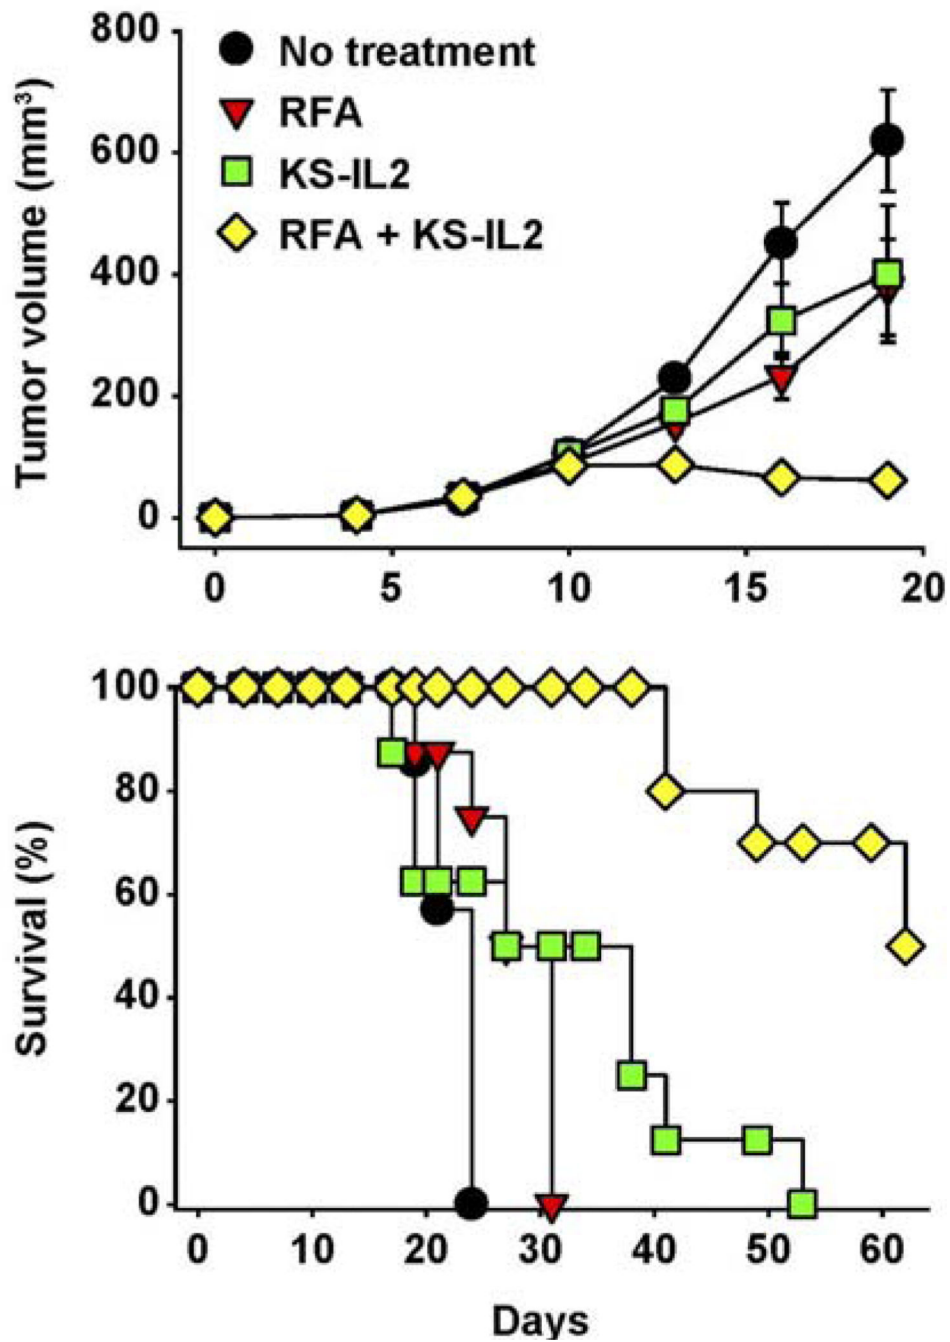 Tumor volume (mm³)
800
600
400
200
0
No treatment
RFA
KS-IL2
RFA + KS-IL2
0 5 10 15 20
Survival (%)
100
80
60
40
20
0
0 10 20 30 40 50 60
Days